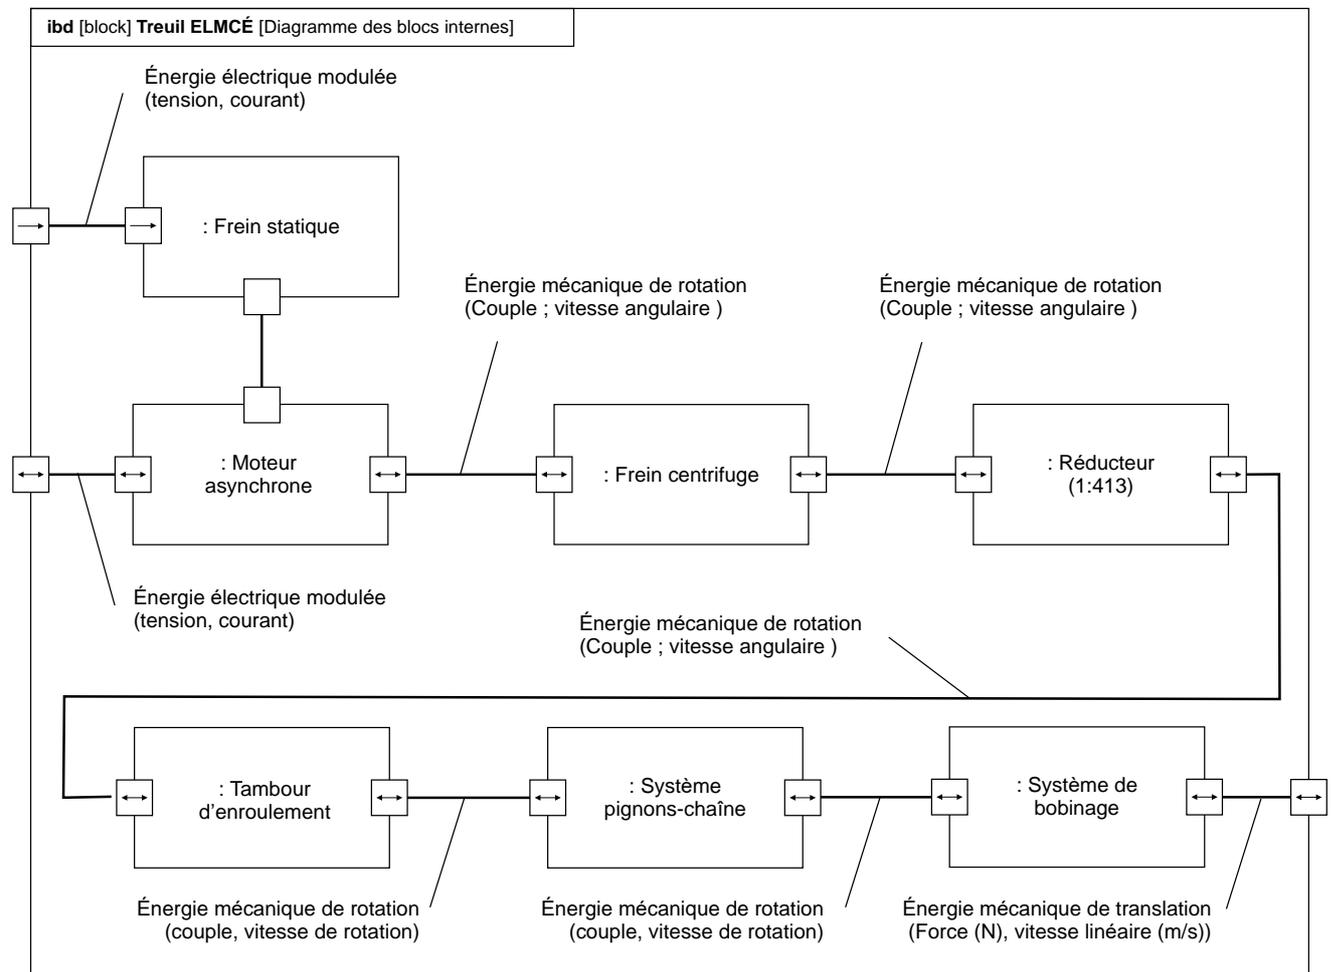 ibd [block] Treuil ELMCÉ [Diagramme des blocs internes]
Énergie électrique modulée
(tension, courant)
: Frein statique
Énergie mécanique de rotation
(Couple ; vitesse angulaire )
Énergie mécanique de rotation
(Couple ; vitesse angulaire )
: Moteur
asynchrone
: Frein centrifuge
: Réducteur
(1:413)
Énergie électrique modulée
(tension, courant)
Énergie mécanique de rotation
(Couple ; vitesse angulaire )
: Tambour
d'enroulement
: Système
pignons-chaîne
: Système de
bobinage
Énergie mécanique de rotation
(couple, vitesse de rotation)
Énergie mécanique de rotation
(couple, vitesse de rotation)
Énergie mécanique de translation
(Force (N), vitesse linéaire (m/s))